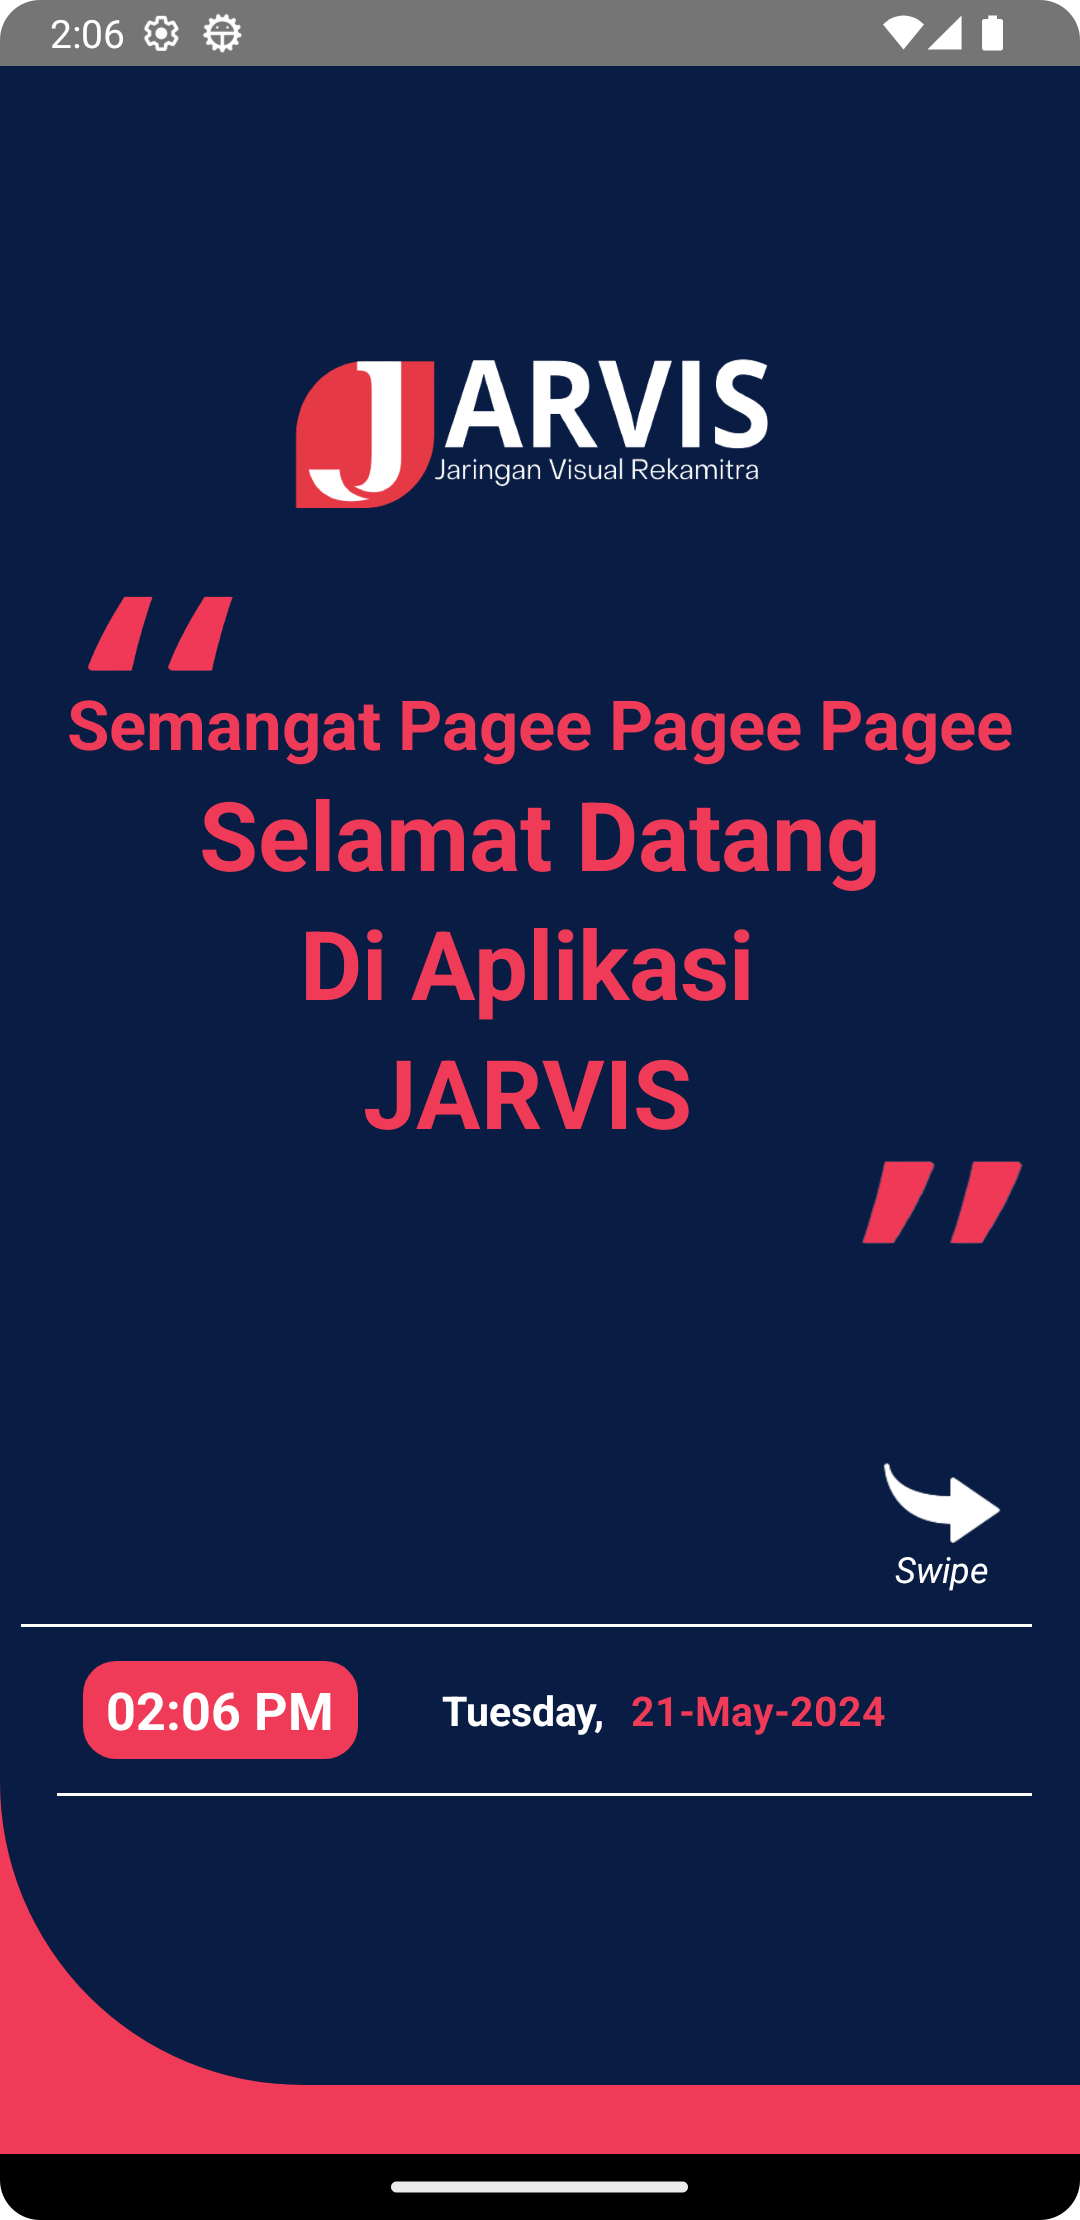 2:06
JARVIS
Jaringan Visual Rekamitra
“
Semangat Pagee Pagee Pagee
Selamat Datang
Di Aplikasi
JARVIS
”
Swipe
02:06 PM Tuesday, 21-May-2024